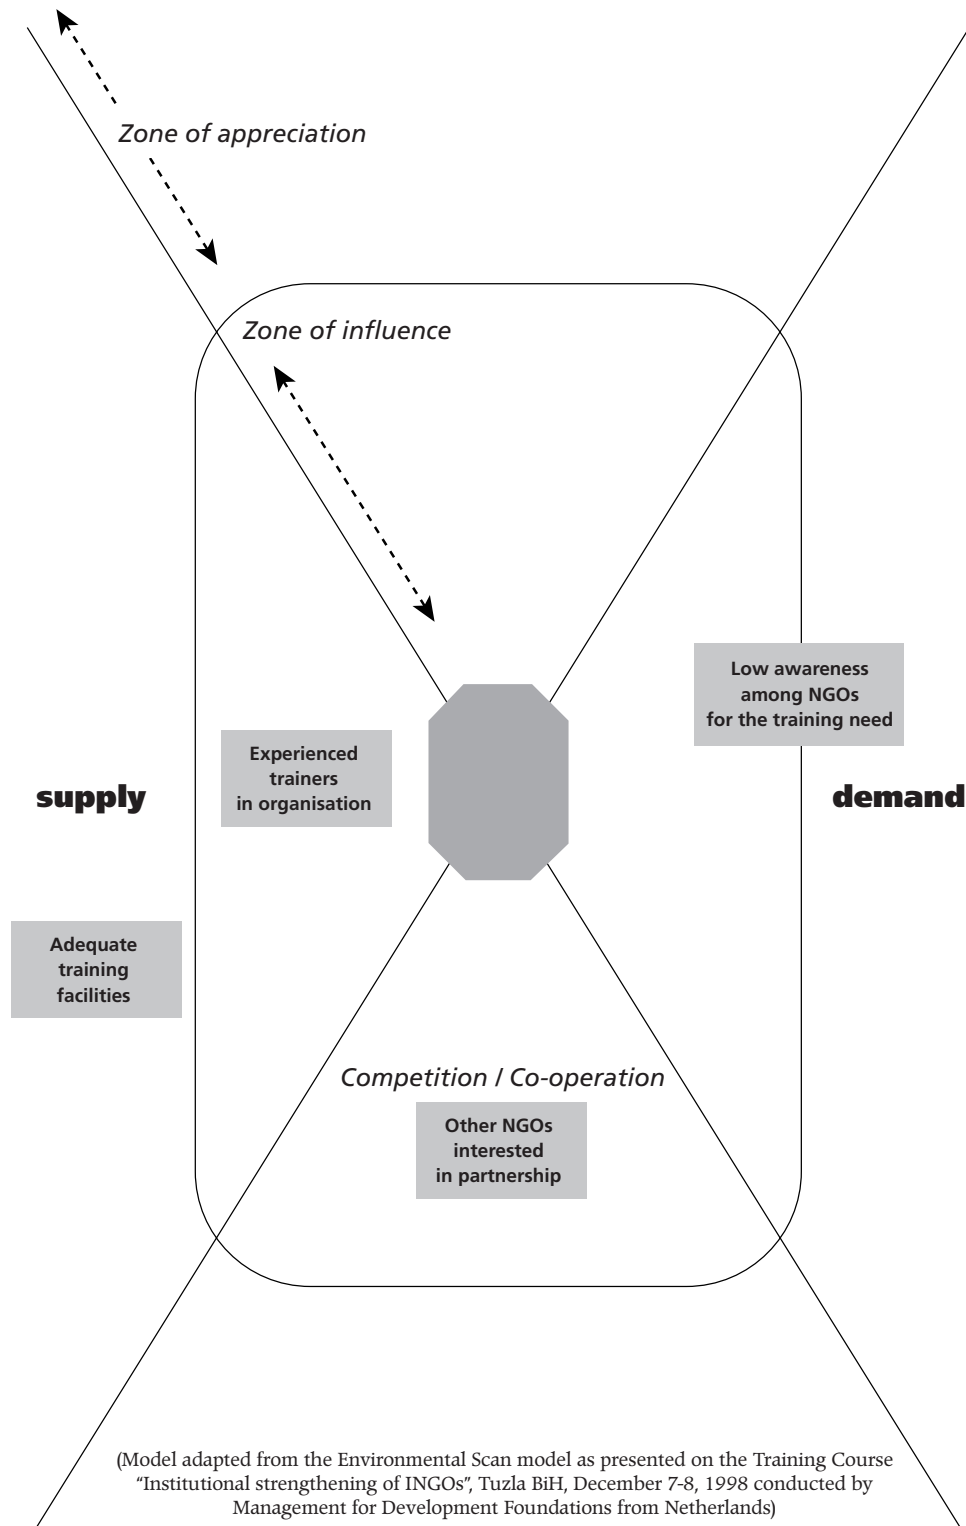 Zone of appreciation
Zone of influence
Low awareness
among NGOs
for the training need
Experienced
trainers
in organisation
supply
demand
Adequate
training
facilities
Competition / Co-operation
Other NGOs
interested
in partnership
(Model adapted from the Environmental Scan model as presented on the Training Course
“Institutional strengthening of INGOs”, Tuzla BiH, December 7-8, 1998 conducted by
Management for Development Foundations from Netherlands)